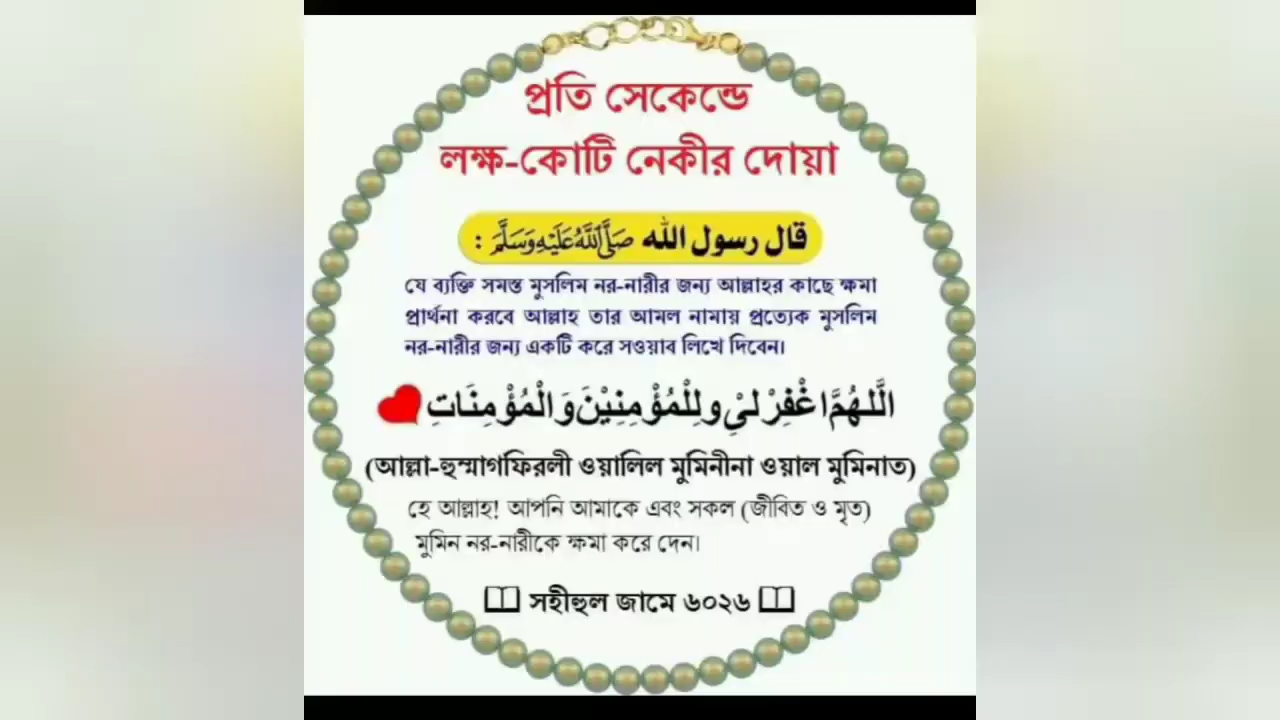 প্রতি সেকেন্ডে
লক্ষ-কোটি নেকীর দোয়া
قال رسول الله صَلَّى اللَّهُ عَلَيْهِ وَسَلَّمَ :
যে ব্যক্তি সমস্ত মুসলিম নর-নারীর জন্য আল্লাহর কাছে ক্ষমা
প্রার্থনা করবে আল্লাহ তার আমল নামায় প্রত্যেক মুসলিম
নর-নারীর জন্য একটি করে সওয়াব লিখে দিবেন।
اَللّٰهُمَّ اغْفِرْ لِيْ وِلِلْمُؤْمِنِيْنَ وَالْمُؤْمِنَاتِ
(আল্লা-হুম্মাগফিরলী ওয়ালিল মুমিনীনা ওয়াল মুমিনাত)
হে আল্লাহ! আপনি আমাকে এবং সকল (জীবিত ও মৃত)
মুমিন নর-নারীকে ক্ষমা করে দেন।
সহীহুল জামে ৬০২৬